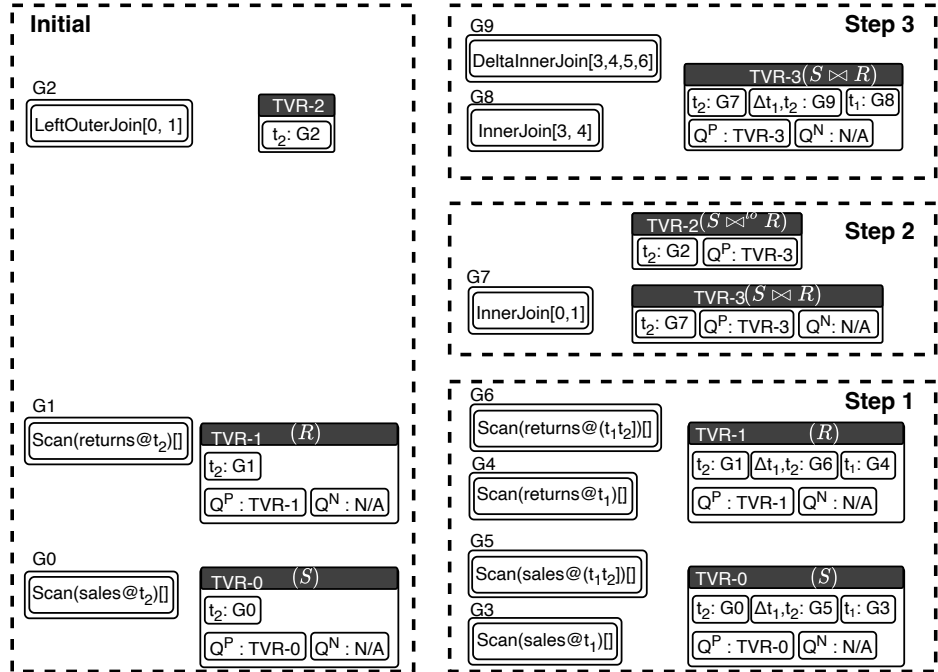 Initial
G2
LeftOuterJoin[0, 1]
TVR-2
t₂: G2
G1
Scan(returns@t₂)[]
TVR-1 (R)
t₂: G1
Qᴾ : TVR-1 Qᴺ : N/A
G0
Scan(sales@t₂)[]
TVR-0 (S)
t₂: G0
Qᴾ : TVR-0 Qᴺ : N/A
Step 3
G9
DeltaInnerJoin[3,4,5,6]
G8
InnerJoin[3, 4]
TVR-3(S ⋈ R)
t₂: G7 Δt₁,t₂ : G9 t₁: G8
Qᴾ : TVR-3 Qᴺ : N/A
Step 2
TVR-2(S ⋈ˡᵒ R)
t₂: G2 Qᴾ: TVR-3
G7
InnerJoin[0,1]
TVR-3(S ⋈ R)
t₂: G7 Qᴾ: TVR-3 Qᴺ: N/A
Step 1
G6
Scan(returns@(t₁t₂])[]
G4
Scan(returns@t₁)[]
TVR-1 (R)
t₂: G1 Δt₁,t₂: G6 t₁: G4
Qᴾ : TVR-1 Qᴺ : N/A
G5
Scan(sales@(t₁t₂])[]
G3
Scan(sales@t₁)[]
TVR-0 (S)
t₂: G0 Δt₁,t₂: G5 t₁: G3
Qᴾ : TVR-0 Qᴺ : N/A